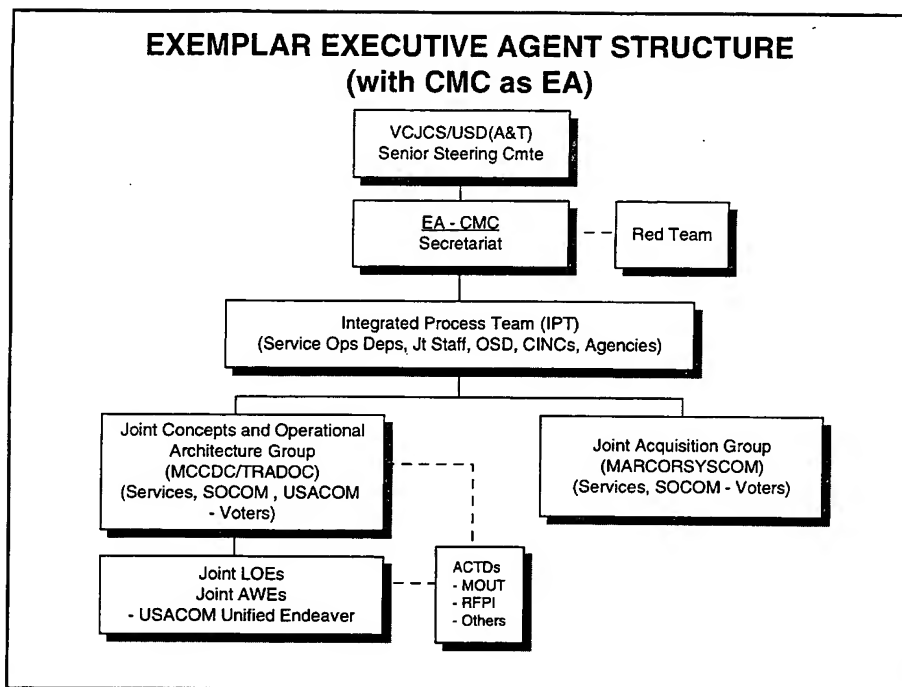 EXEMPLAR EXECUTIVE AGENT STRUCTURE
(with CMC as EA)
VCJCS/USD(A&T)
Senior Steering Cmte
EA - CMC
Secretariat
Red Team
Integrated Process Team (IPT)
(Service Ops Deps, Jt Staff, OSD, CINCs, Agencies)
Joint Concepts and Operational
Architecture Group
(MCCDC/TRADOC)
(Services, SOCOM , USACOM
- Voters)
Joint Acquisition Group
(MARCORSYSCOM)
(Services, SOCOM - Voters)
Joint LOEs
Joint AWEs
- USACOM Unified Endeaver
ACTDs
- MOUT
- RFPI
- Others